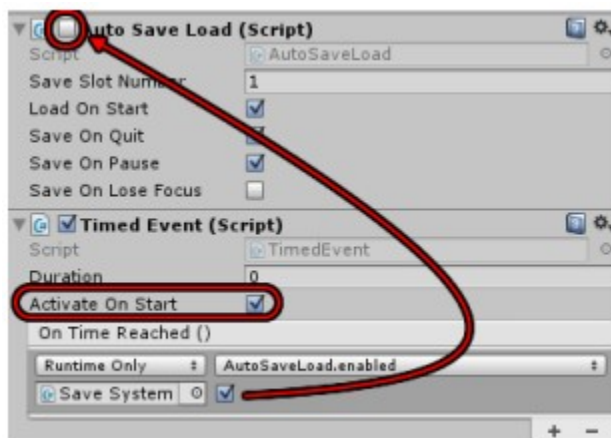 Auto Save Load (Script)
Script AutoSaveLoad
Save Slot Number 1
Load On Start
Save On Quit
Save On Pause
Save On Lose Focus
Timed Event (Script)
Script TimedEvent
Duration 0
Activate On Start
On Time Reached ()
Runtime Only AutoSaveLoad.enabled
Save System
+ −